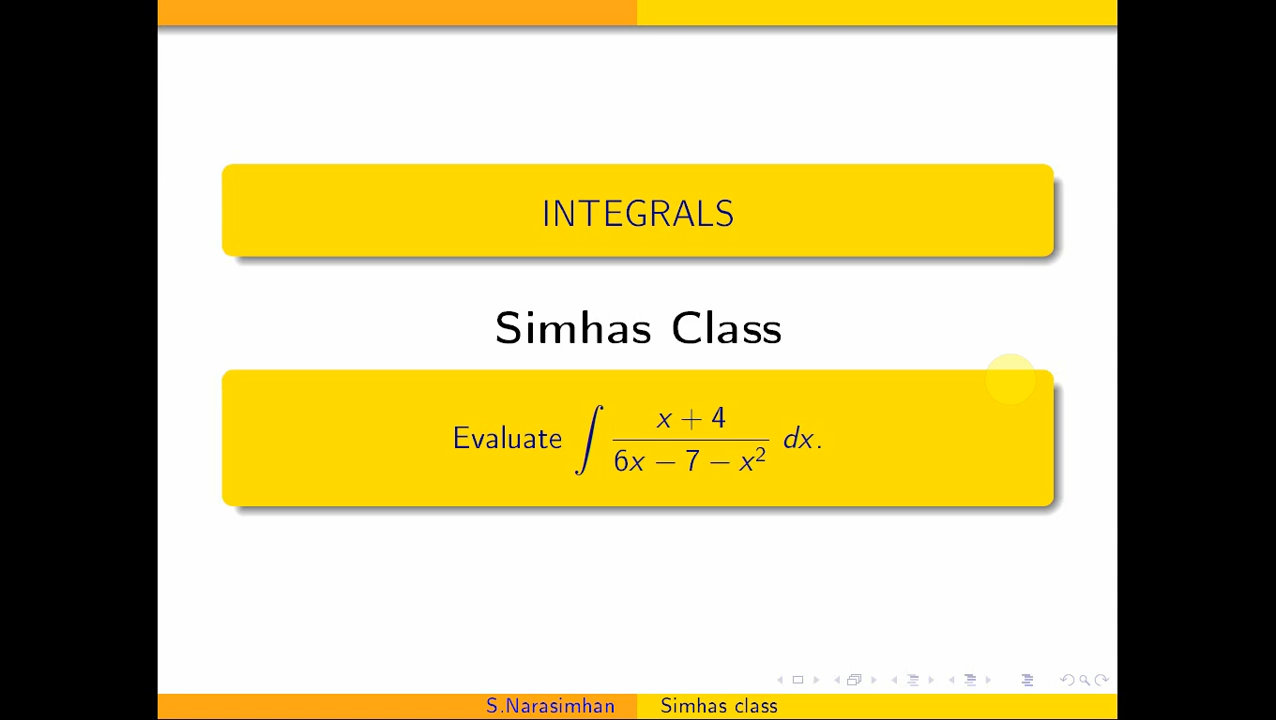 INTEGRALS
Simhas Class
Evaluate ∫ (x + 4)/(6x − 7 − x²) dx.
S.Narasimhan Simhas class